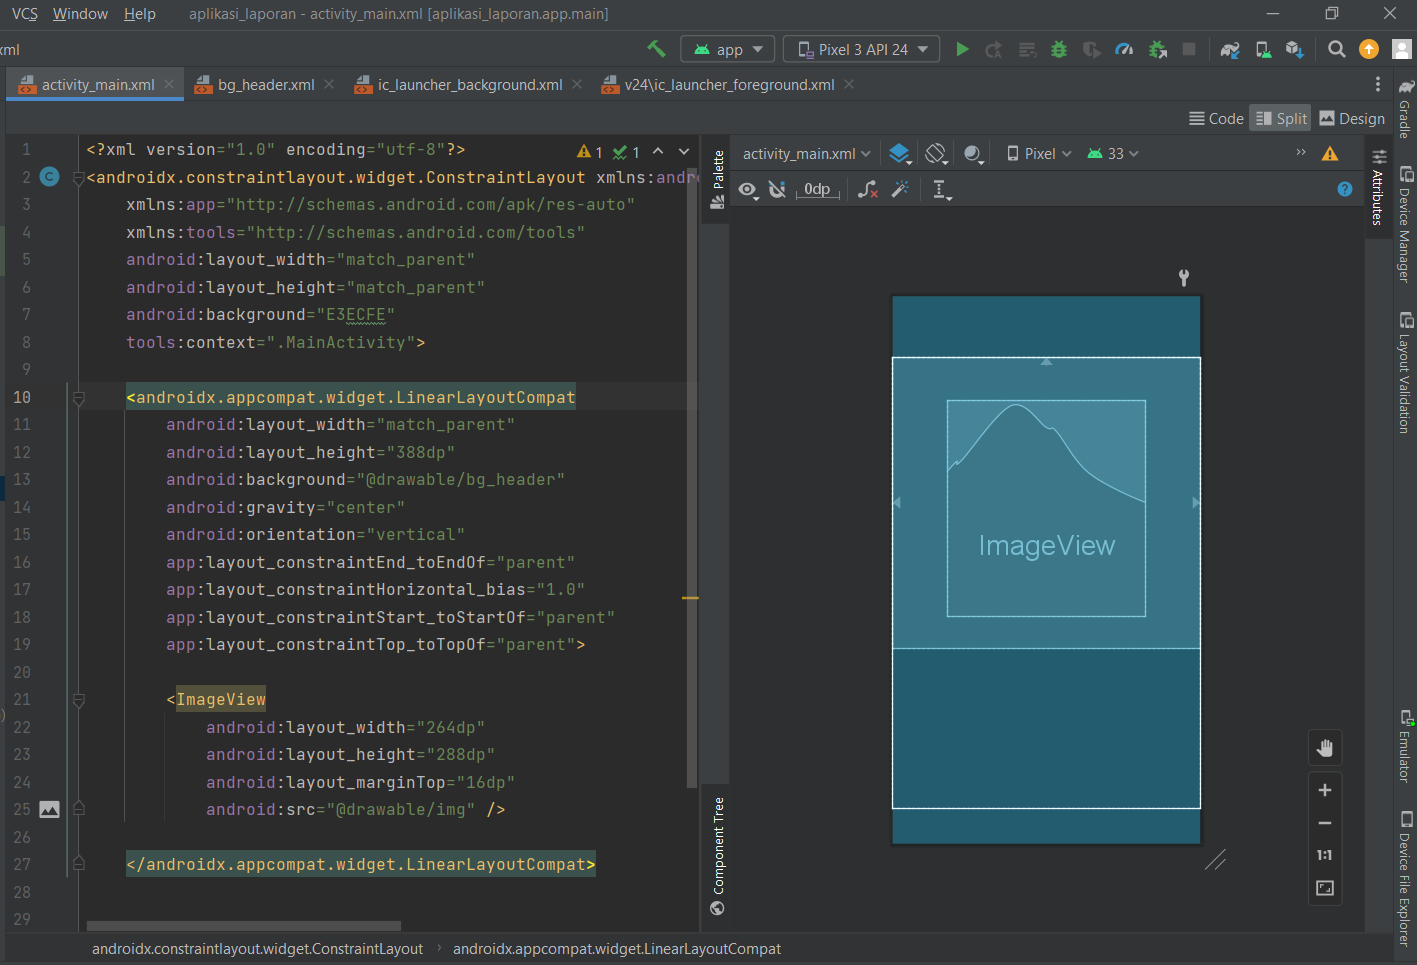 VCS Window Help aplikasi_laporan - activity_main.xml [aplikasi_laporan.app.main]
xml app Pixel 3 API 24
activity_main.xml bg_header.xml ic_launcher_background.xml v24\ic_launcher_foreground.xml
Code Split Design
1 <?xml version="1.0" encoding="utf-8"?> 1 1
2 <androidx.constraintlayout.widget.ConstraintLayout xmlns:andr
3 xmlns:app="http://schemas.android.com/apk/res-auto"
4 xmlns:tools="http://schemas.android.com/tools"
5 android:layout_width="match_parent"
6 android:layout_height="match_parent"
7 android:background="E3ECFE"
8 tools:context=".MainActivity">
9
10 <androidx.appcompat.widget.LinearLayoutCompat
11 android:layout_width="match_parent"
12 android:layout_height="388dp"
13 android:background="@drawable/bg_header"
14 android:gravity="center"
15 android:orientation="vertical"
16 app:layout_constraintEnd_toEndOf="parent"
17 app:layout_constraintHorizontal_bias="1.0"
18 app:layout_constraintStart_toStartOf="parent"
19 app:layout_constraintTop_toTopOf="parent">
20
21 <ImageView
22 android:layout_width="264dp"
23 android:layout_height="288dp"
24 android:layout_marginTop="16dp"
25 android:src="@drawable/img" />
26
27 </androidx.appcompat.widget.LinearLayoutCompat>
28
29
androidx.constraintlayout.widget.ConstraintLayout › androidx.appcompat.widget.LinearLayoutCompat
Palette
Component Tree
activity_main.xml Pixel 33 »
0dp ?
ImageView
1:1
Attributes
Gradle
Device Manager
Layout Validation
Emulator
Device File Explorer